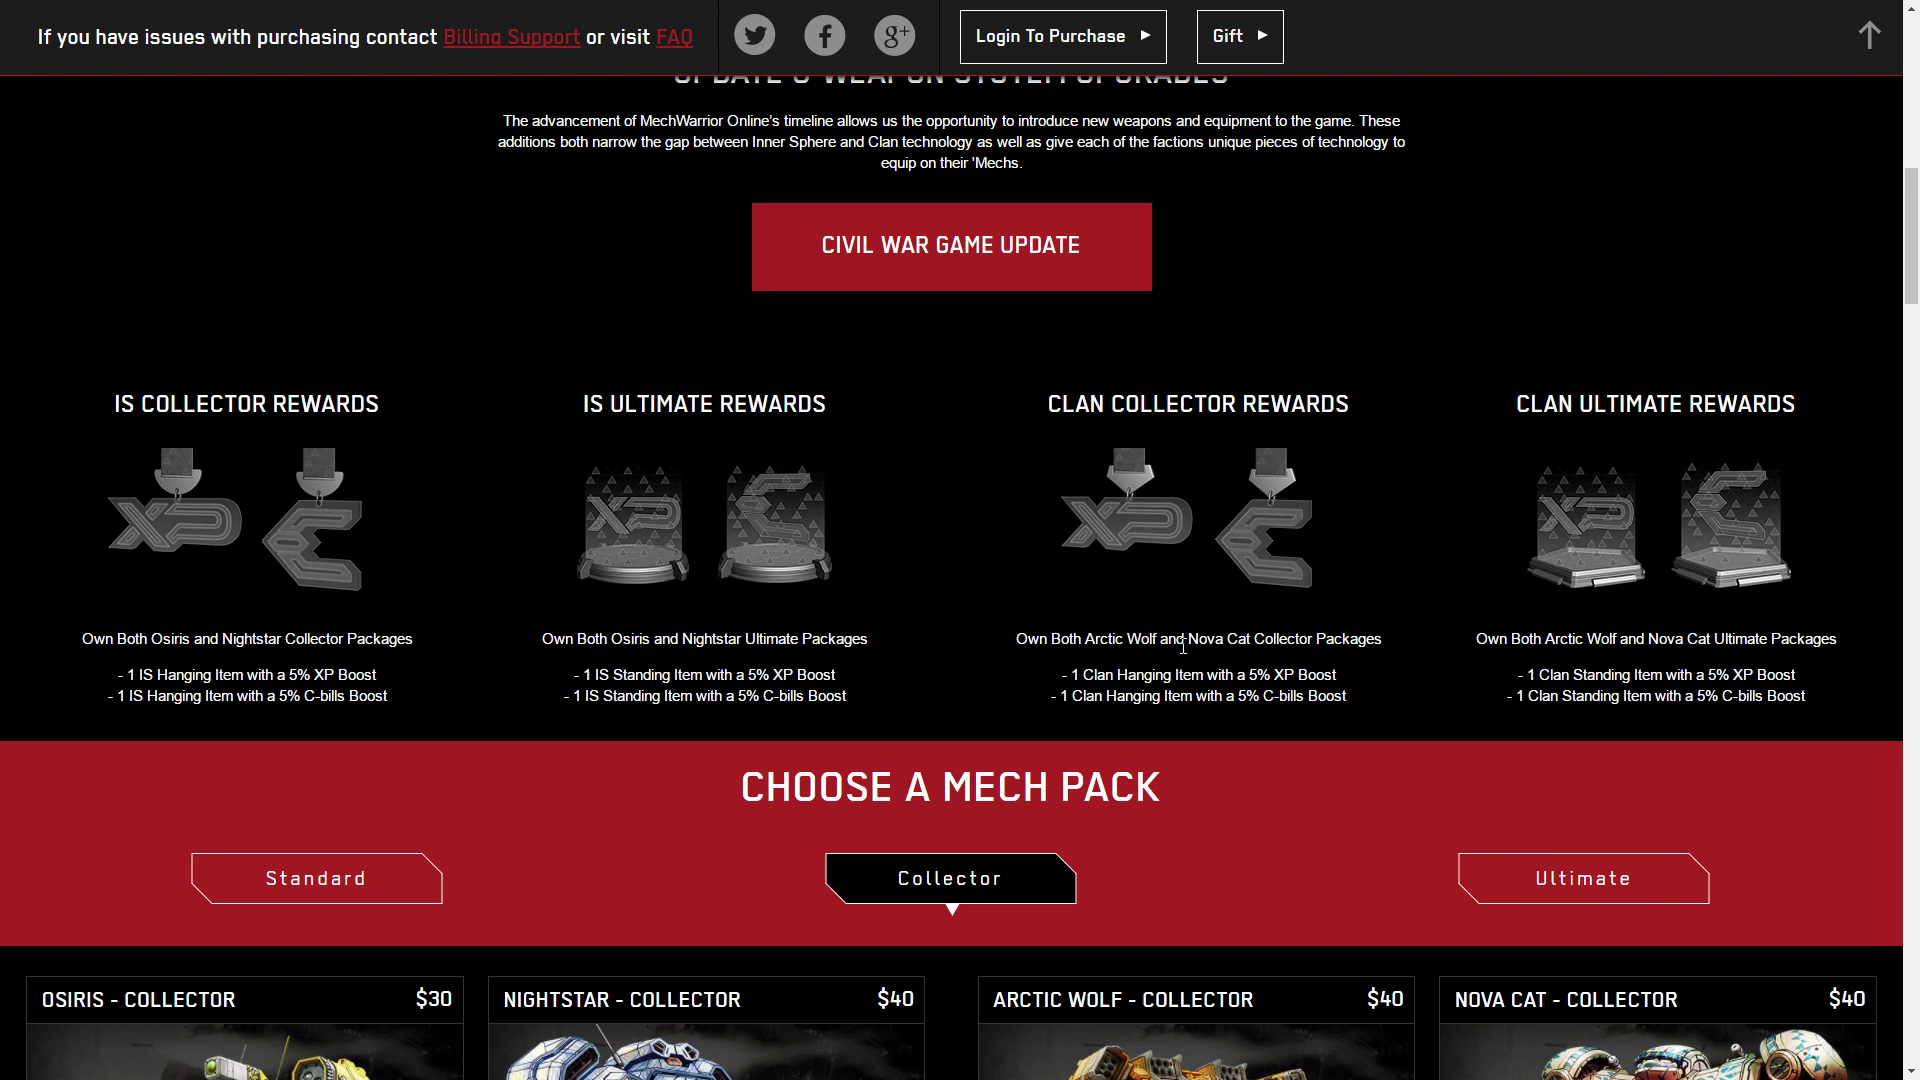 If you have issues with purchasing contact Billing Support or visit FAQ
Login To Purchase
Gift
UPDATE & WEAPON SYSTEM UPGRADES
The advancement of MechWarrior Online's timeline allows us the opportunity to introduce new weapons and equipment to the game. These
additions both narrow the gap between Inner Sphere and Clan technology as well as give each of the factions unique pieces of technology to
equip on their 'Mechs.
CIVIL WAR GAME UPDATE
IS COLLECTOR REWARDS
XP
Own Both Osiris and Nightstar Collector Packages
- 1 IS Hanging Item with a 5% XP Boost
- 1 IS Hanging Item with a 5% C-bills Boost
IS ULTIMATE REWARDS
XP
Own Both Osiris and Nightstar Ultimate Packages
- 1 IS Standing Item with a 5% XP Boost
- 1 IS Standing Item with a 5% C-bills Boost
CLAN COLLECTOR REWARDS
XP
Own Both Arctic Wolf and Nova Cat Collector Packages
- 1 Clan Hanging Item with a 5% XP Boost
- 1 Clan Hanging Item with a 5% C-bills Boost
CLAN ULTIMATE REWARDS
XP
Own Both Arctic Wolf and Nova Cat Ultimate Packages
- 1 Clan Standing Item with a 5% XP Boost
- 1 Clan Standing Item with a 5% C-bills Boost
CHOOSE A MECH PACK
Standard
Collector
Ultimate
OSIRIS - COLLECTOR $30
NIGHTSTAR - COLLECTOR $40
ARCTIC WOLF - COLLECTOR $40
NOVA CAT - COLLECTOR $40